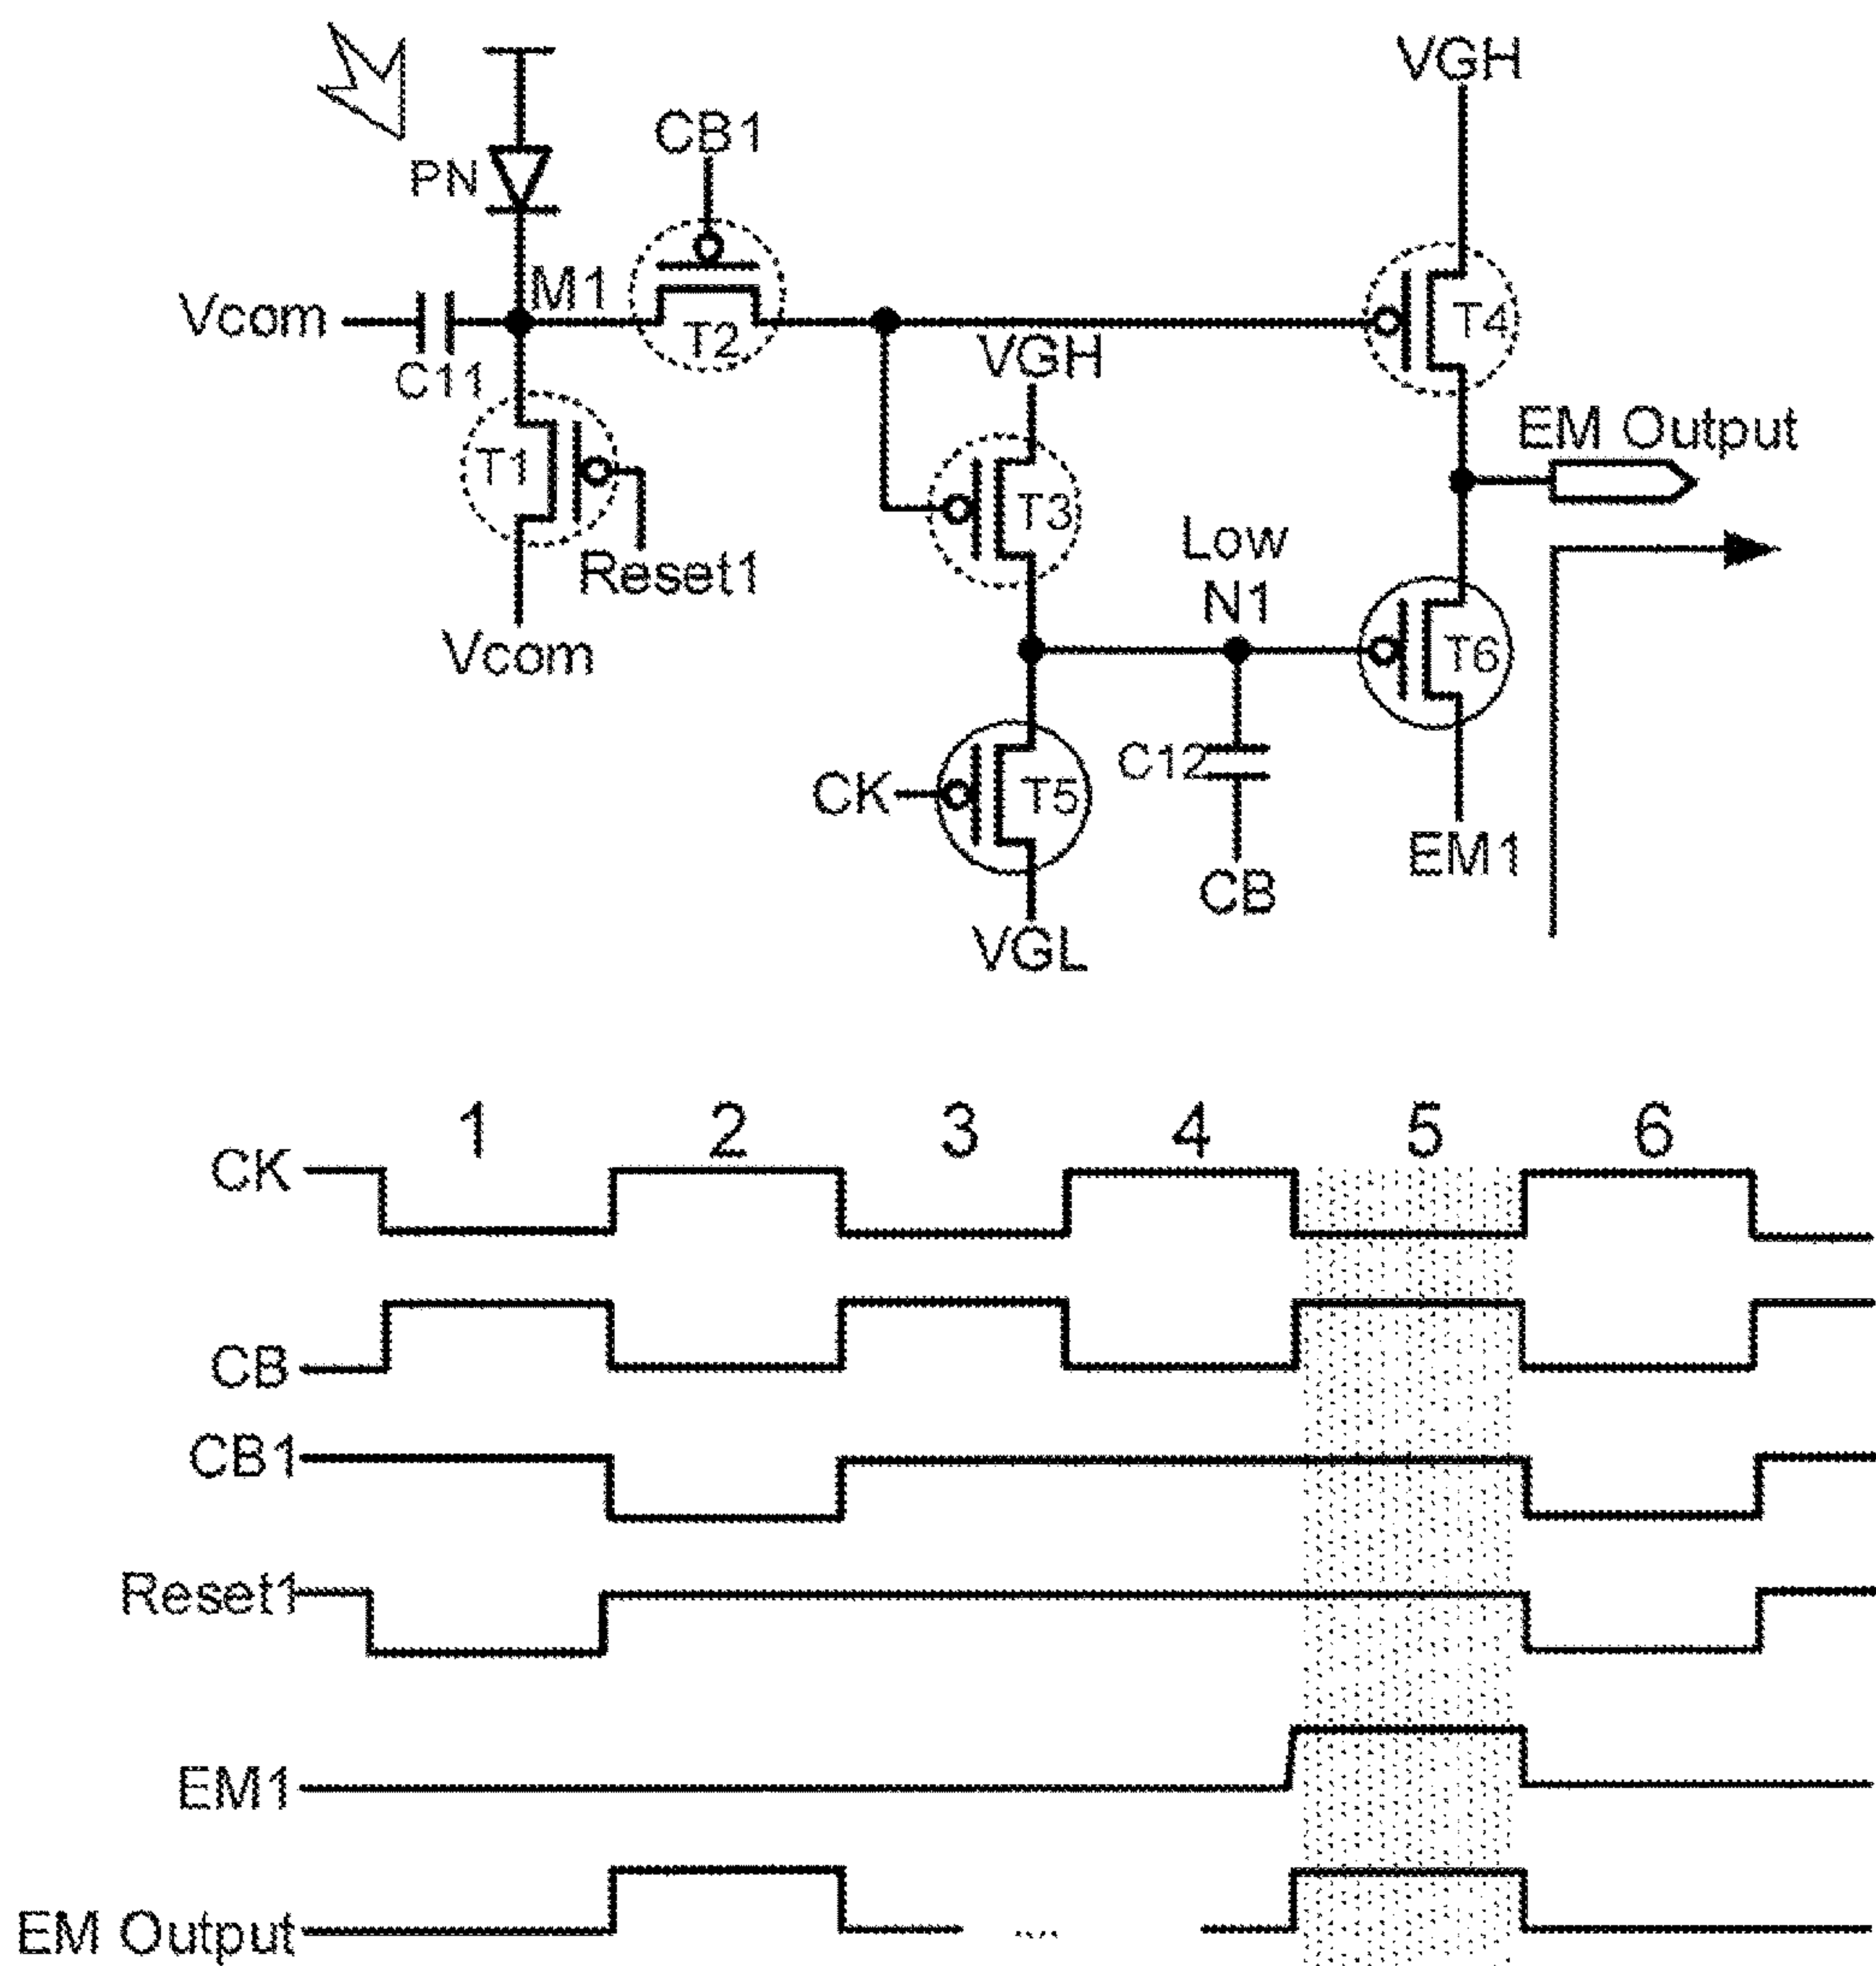 VGH
CB1
PN
M1
Vcom
T2
T4
C11
VGH
EM Output
T1
T3
Low
N1
Reset1
Vcom
T6
C12
CK
T5
EM1
CB
VGL
1 2 3 4 5 6
CK
CB
CB1
Reset1
EM1
EM Output
...